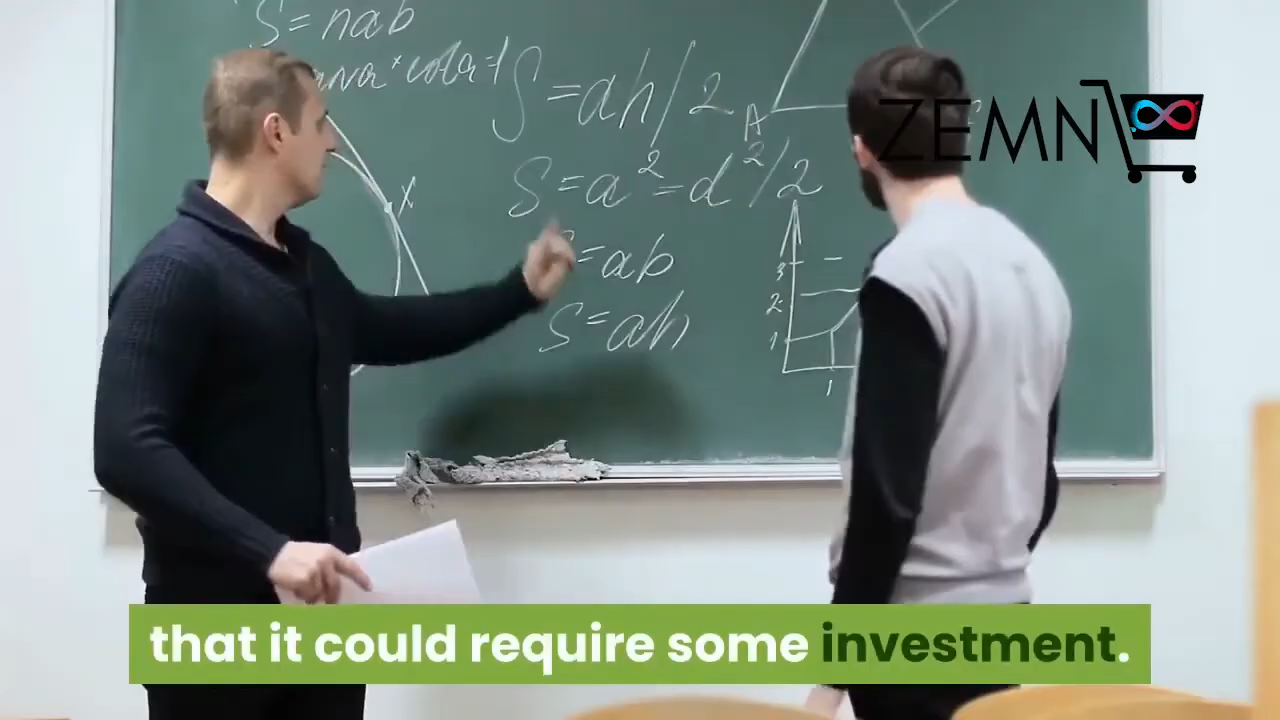 S=nab
S=ah/2
A
ZEMN
S=a²=d²/2
x
=ab
3
2
S=ah
1
1
that it could require some investment.